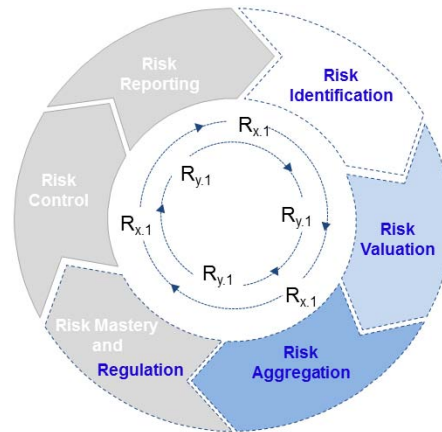 Risk
Reporting
Risk
Identification
Risk
Control
Risk
Valuation
Risk Mastery
and
Regulation
Risk
Aggregation
Rx.1
Ry.1
Rx.1
Ry.1
Ry.1
Rx.1